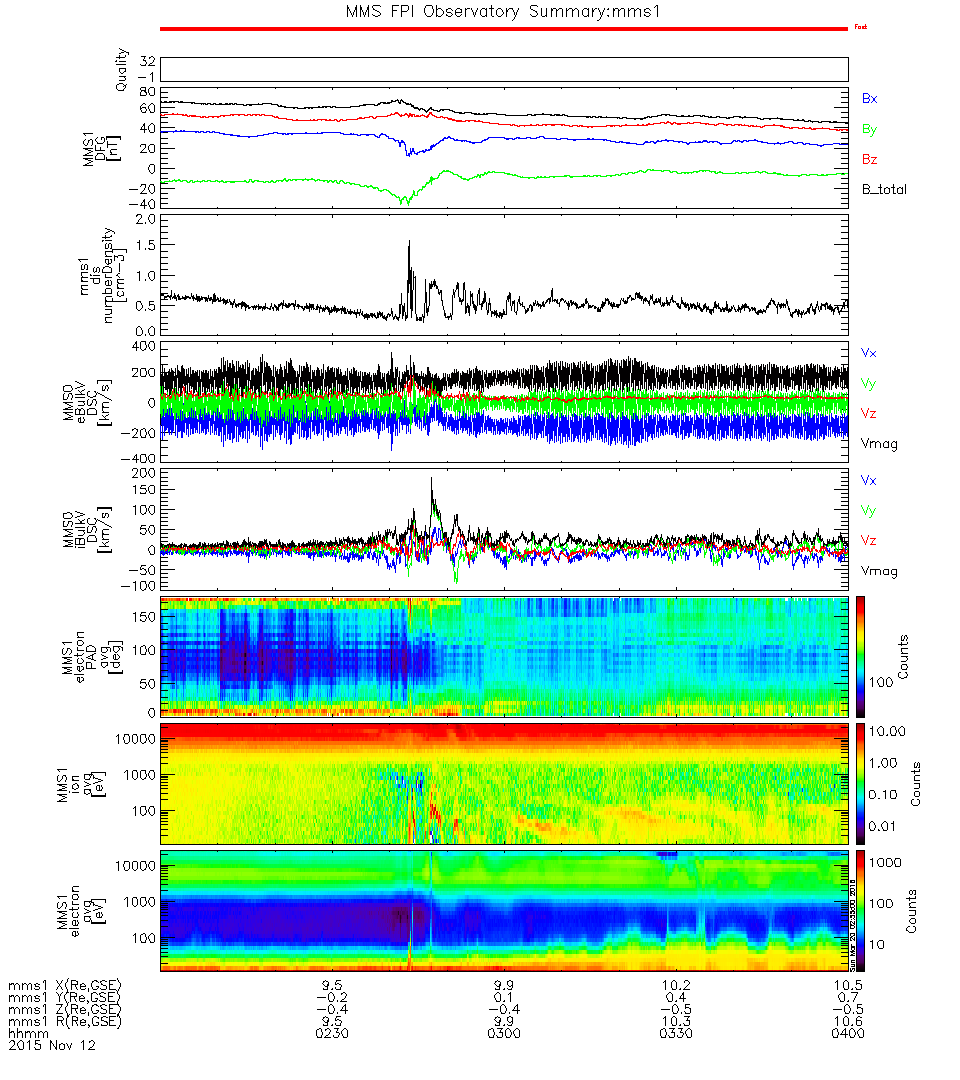 MMS FPI Observatory Summary:mms1
Fast
Quality
32
-1
MMS1
DFG
[nT]
80
60
40
20
0
-20
-40
Bx
By
Bz
B_total
mms1
dis
numberDensity
[cm^-3]
2.0
1.5
1.0
0.5
0.0
MMS0
eBulkV
DSC
[km/s]
400
200
0
-200
-400
Vx
Vy
Vz
Vmag
MMS0
iBulkV
DSC
[km/s]
200
150
100
50
0
-50
-100
Vx
Vy
Vz
Vmag
MMS1
electron
PAD
avg
[deg]
150
100
50
0
100
Counts
MMS1
ion
avg
[eV]
10000
1000
100
10.00
1.00
0.10
0.01
Counts
MMS1
electron
avg
[eV]
10000
1000
100
1000
100
10
Counts
mms1 X(Re,GSE) 9.5 9.9 10.2 10.5
mms1 Y(Re,GSE) -0.2 0.1 0.4 0.7
mms1 Z(Re,GSE) -0.4 -0.4 -0.5 -0.5
mms1 R(Re,GSE) 9.5 9.9 10.3 10.6
hhmm 0230 0300 0330 0400
2015 Nov 12